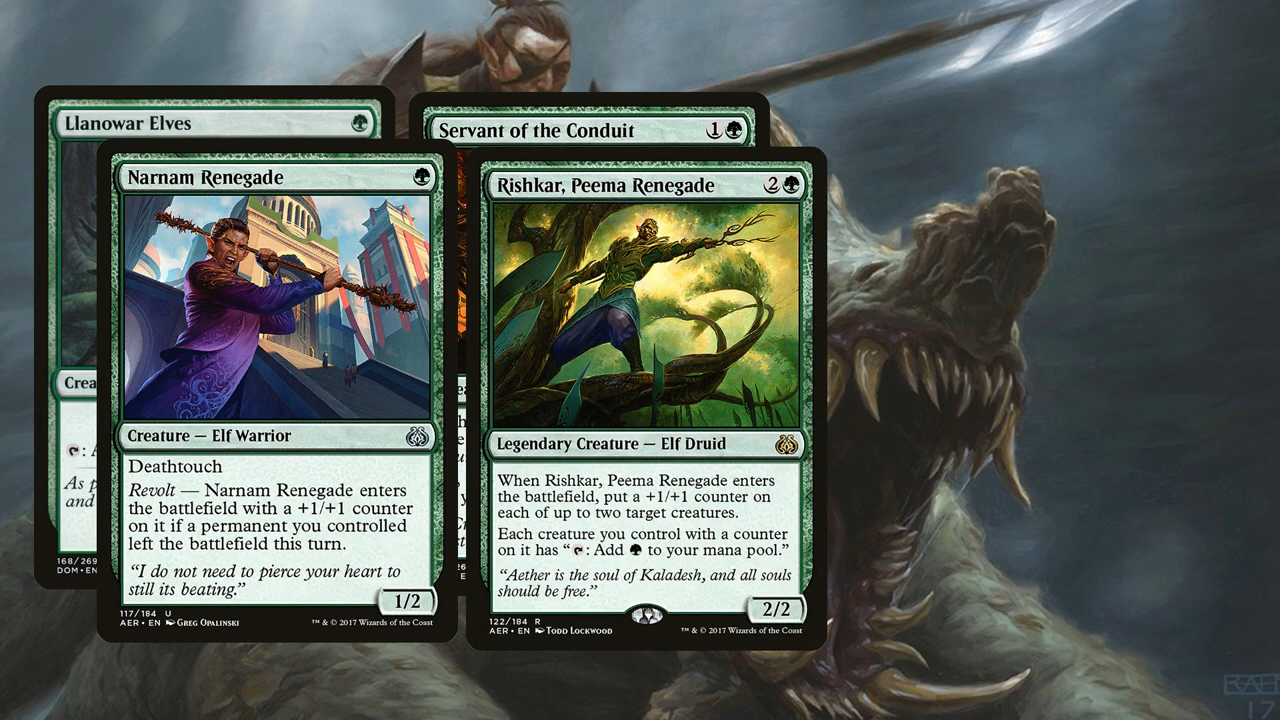 Llanowar Elves
Crea
: A
As p
and
168/269
DOM • EN
Narnam Renegade
Creature — Elf Warrior
Deathtouch
Revolt — Narnam Renegade enters
the battlefield with a +1/+1 counter
on it if a permanent you controlled
left the battlefield this turn.
“I do not need to pierce your heart to
still its beating.”
1/2
117/184 U
AER • EN Greg Opalinski
™ & © 2017 Wizards of the Coast
Servant of the Conduit
1
Rishkar, Peema Renegade
2
Legendary Creature — Elf Druid
When Rishkar, Peema Renegade enters
the battlefield, put a +1/+1 counter on
each of up to two target creatures.
Each creature you control with a counter
on it has “: Add to your mana pool.”
“Aether is the soul of Kaladesh, and all souls
should be free.”
2/2
122/184 R
AER • EN Todd Lockwood
™ & © 2017 Wizards of the Coast
17